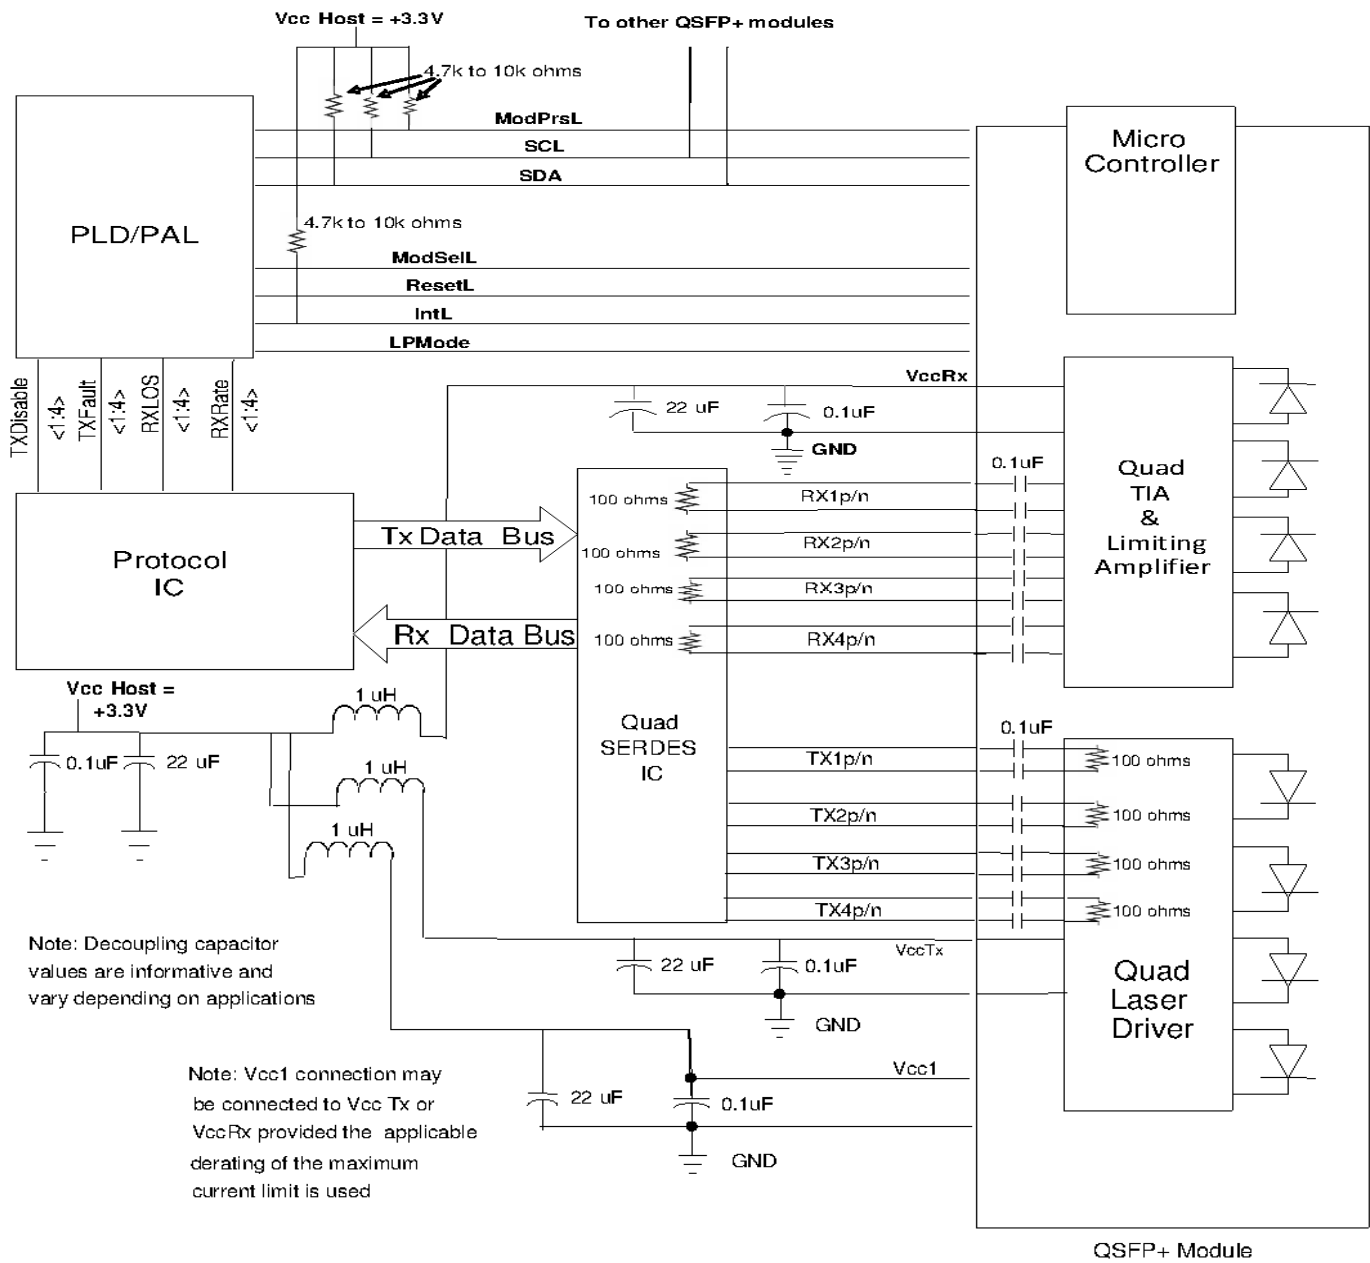 Vcc Host = +3.3V
To other QSFP+ modules
4.7k to 10k ohms
ModPrsL
SCL
SDA
Micro
Controller
PLD/PAL
4.7k to 10k ohms
ModSelL
ResetL
IntL
LPMode
TXDisable
<1:4>
TXFault
<1:4>
RXLOS
<1:4>
RXRate
<1:4>
VccRx
22 uF
0.1uF
GND
0.1uF
Quad
TIA
&
Limiting
Amplifier
100 ohms
RX1p/n
100 ohms
RX2p/n
100 ohms
RX3p/n
100 ohms
RX4p/n
Tx Data Bus
Rx Data Bus
Protocol
IC
Vcc Host =
+3.3V
0.1uF
22 uF
1 uH
1 uH
1 uH
Quad
SERDES
IC
0.1uF
TX1p/n
100 ohms
TX2p/n
100 ohms
TX3p/n
100 ohms
TX4p/n
100 ohms
VccTx
22 uF
0.1uF
GND
Quad
Laser
Driver
Note: Decoupling capacitor
values are informative and
vary depending on applications
Vcc1
22 uF
0.1uF
GND
Note: Vcc1 connection may
be connected to Vcc Tx or
VccRx provided the applicable
derating of the maximum
current limit is used
QSFP+ Module